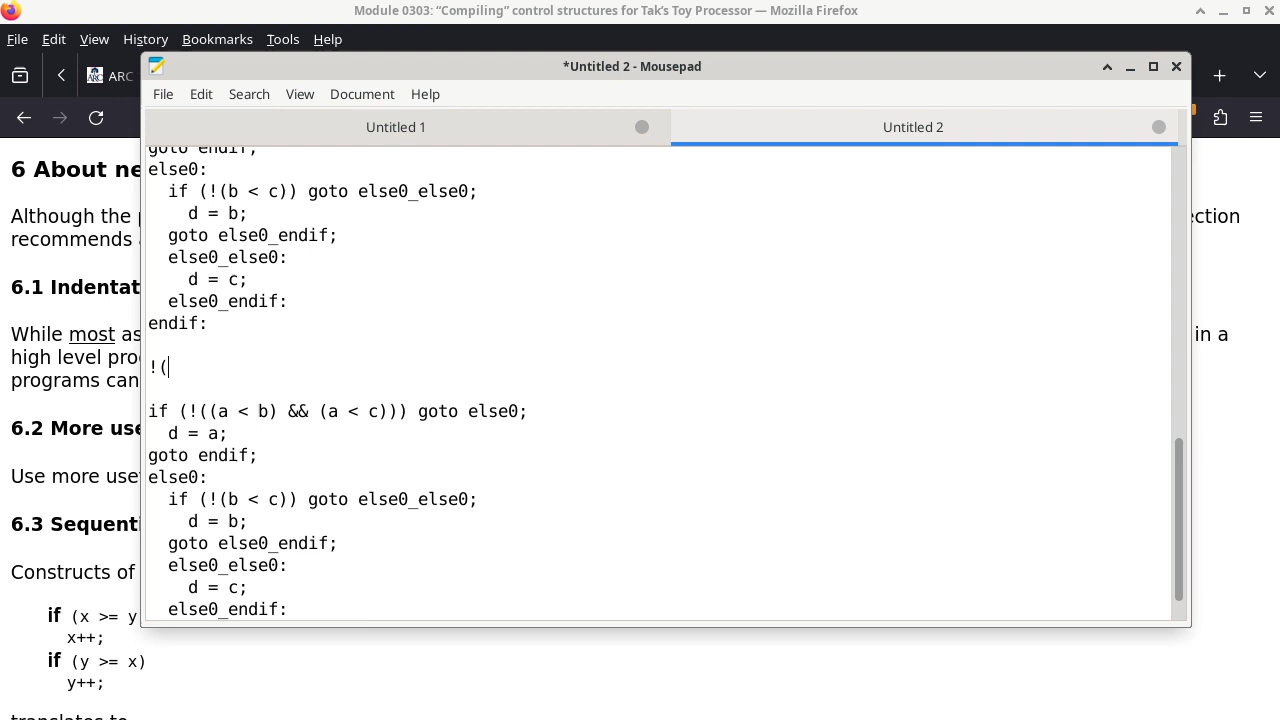 Module 0303: “Compiling” control structures for Tak’s Toy Processor — Mozilla Firefox
File Edit View History Bookmarks Tools Help
ARC
*Untitled 2 - Mousepad
File Edit Search View Document Help
Untitled 1
Untitled 2
goto endif;
else0:
  if (!(b < c)) goto else0_else0;
    d = b;
  goto else0_endif;
  else0_else0:
    d = c;
  else0_endif:
endif:
!(
if (!((a < b) && (a < c))) goto else0;
  d = a;
goto endif;
else0:
  if (!(b < c)) goto else0_else0;
    d = b;
  goto else0_endif;
  else0_else0:
    d = c;
  else0_endif:
6 About ne
Although the
ection
recommends
6.1 Indentat
While most as
in a
high level pro
programs can
6.2 More use
Use more use
6.3 Sequenti
Constructs of
if (x >= y
  x++;
if (y >= x)
  y++;
translates to